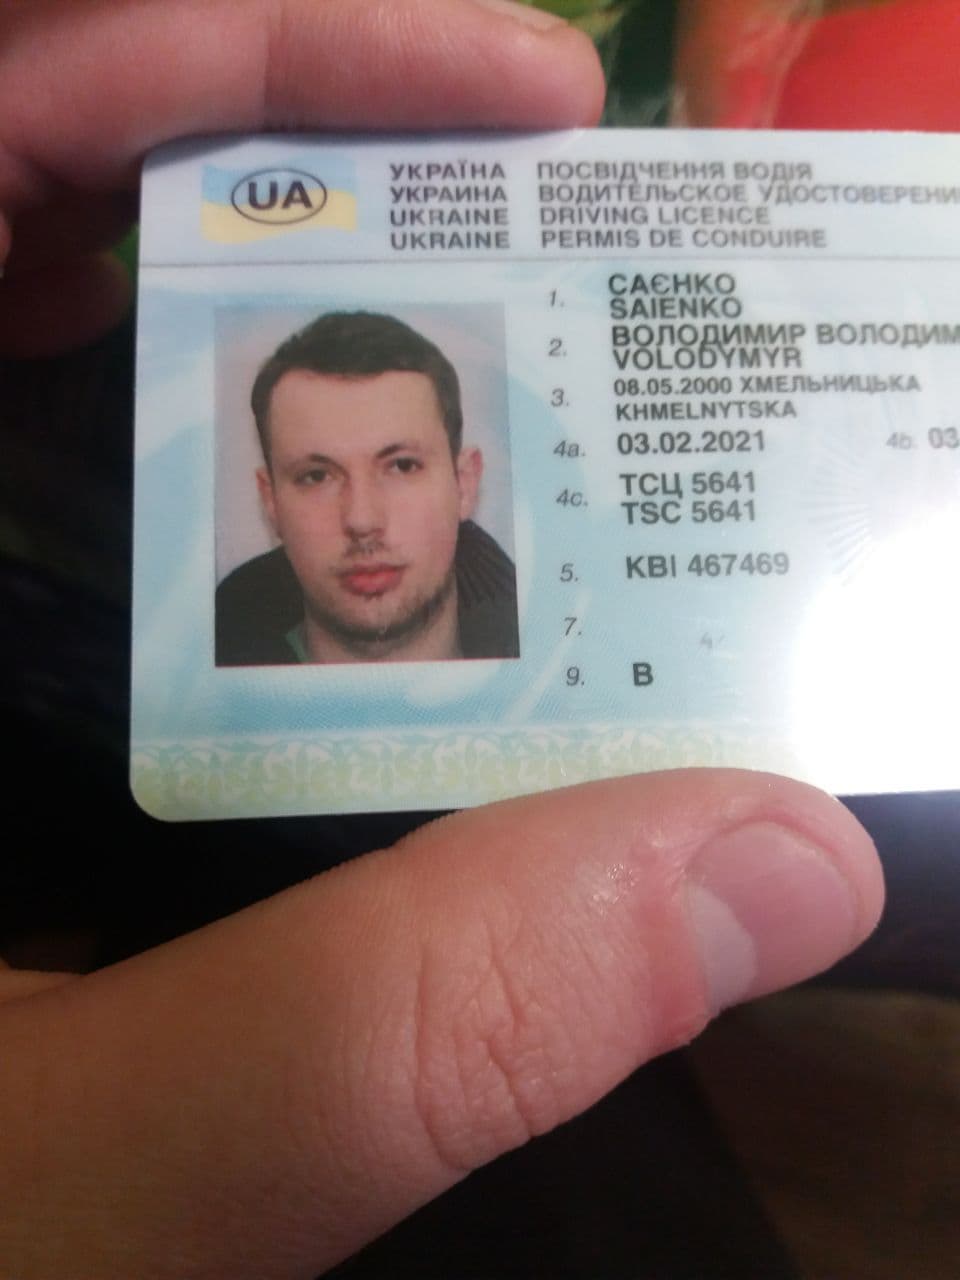 UA
УКРАЇНА ПОСВІДЧЕННЯ ВОДІЯ
УКРАИНА ВОДИТЕЛЬСКОЕ УДОСТОВЕРЕНИ
UKRAINE DRIVING LICENCE
UKRAINE PERMIS DE CONDUIRE
1. САЄНКО
SAIENKO
2. ВОЛОДИМИР ВОЛОДИМ
VOLODYMYR
3. 08.05.2000 ХМЕЛЬНИЦЬКА
KHMELNYTSKA
4a. 03.02.2021 4b. 03
4c. ТСЦ 5641
TSC 5641
5. KBI 467469
7.
9. B